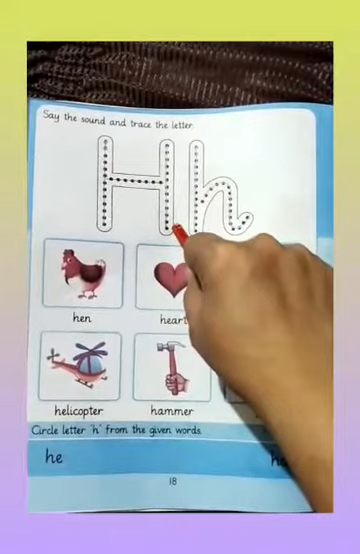 Say the sound and trace the letter.
Hh
hen
heart
helicopter
hammer
Circle letter 'h' from the given words.
he
18